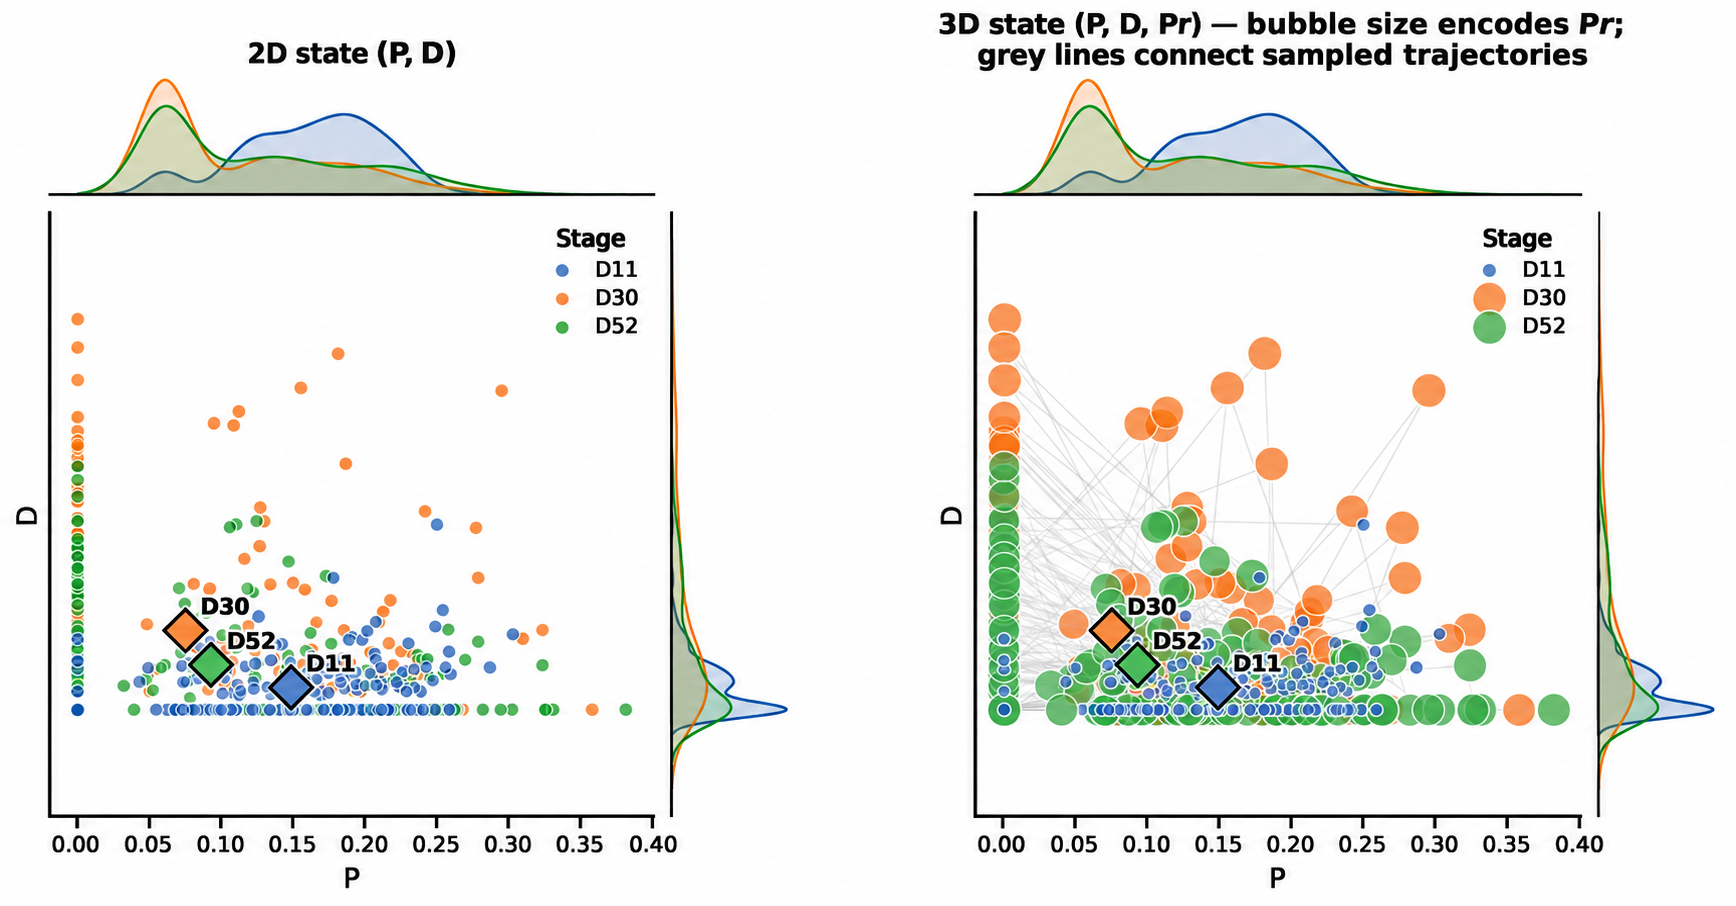 2D state (P, D)
Stage
D11
D30
D52
D30
D52
D11
D
0.00 0.05 0.10 0.15 0.20 0.25 0.30 0.35 0.40
P
3D state (P, D, Pr) — bubble size encodes Pr;
grey lines connect sampled trajectories
Stage
D11
D30
D52
D30
D52
D11
D
0.00 0.05 0.10 0.15 0.20 0.25 0.30 0.35 0.40
P